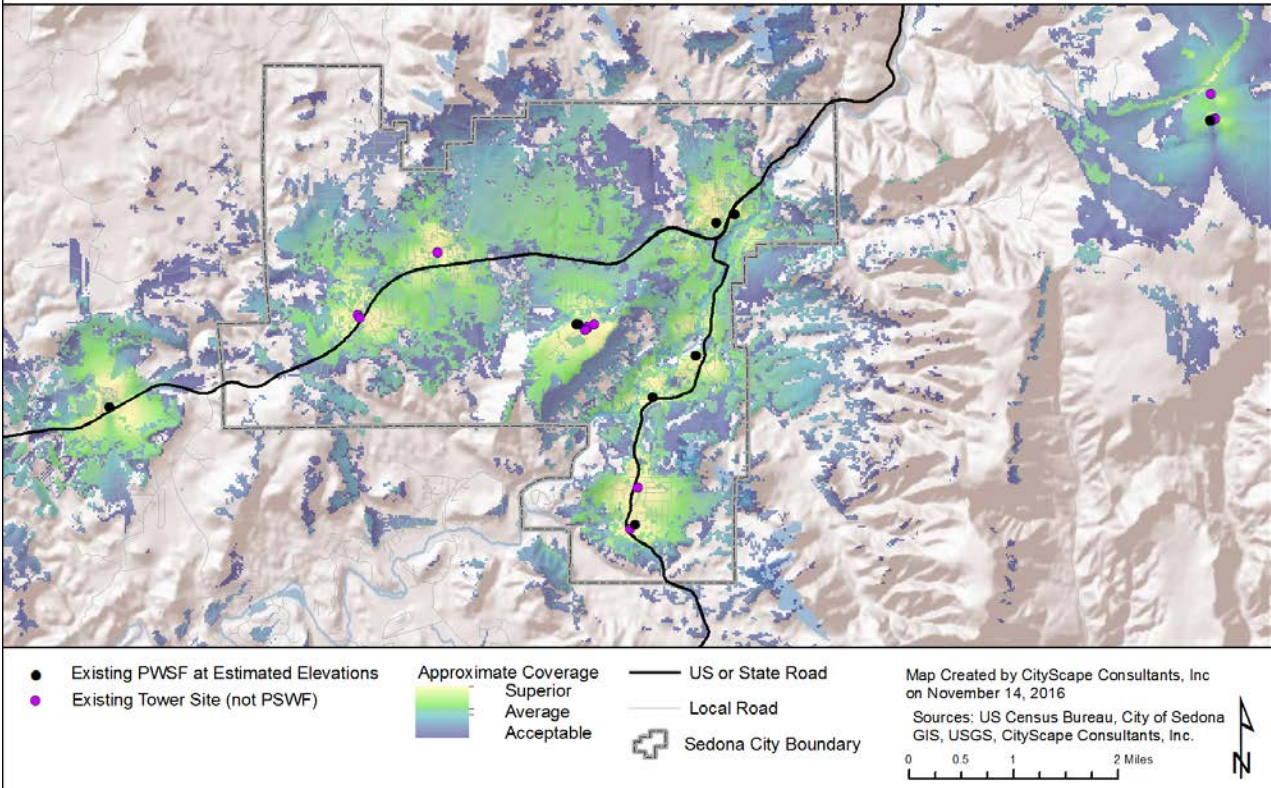 Existing PWSF at Estimated Elevations
Existing Tower Site (not PSWF)
Approximate Coverage
Superior
Average
Acceptable
US or State Road
Local Road
Sedona City Boundary
Map Created by CityScape Consultants, Inc
on November 14, 2016
Sources: US Census Bureau, City of Sedona
GIS, USGS, CityScape Consultants, Inc.
0 0.5 1 2 Miles
N